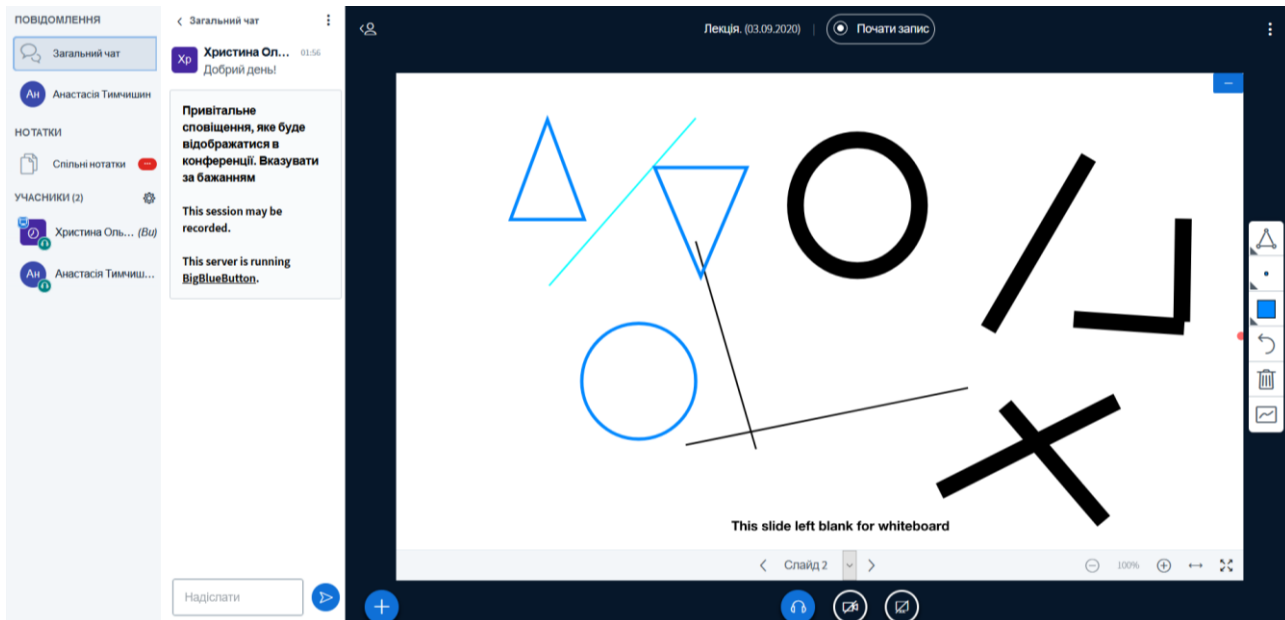 ПОВІДОМЛЕННЯ
Загальний чат
Ан Анастасія Тимчишин
НОТАТКИ
Спільні нотатки
УЧАСНИКИ (2)
Христина Оль... (Ви)
Ан Анастасія Тимчиш...
Загальний чат
Хр Христина Ол... 01:56
Добрий день!
Привітальне
сповіщення, яке буде
відображатися в
конференції. Вказувати
за бажанням
This session may be
recorded.
This server is running
BigBlueButton.
Надіслати
Лекція. (03.09.2020) | Почати запис
This slide left blank for whiteboard
Слайд 2
100%